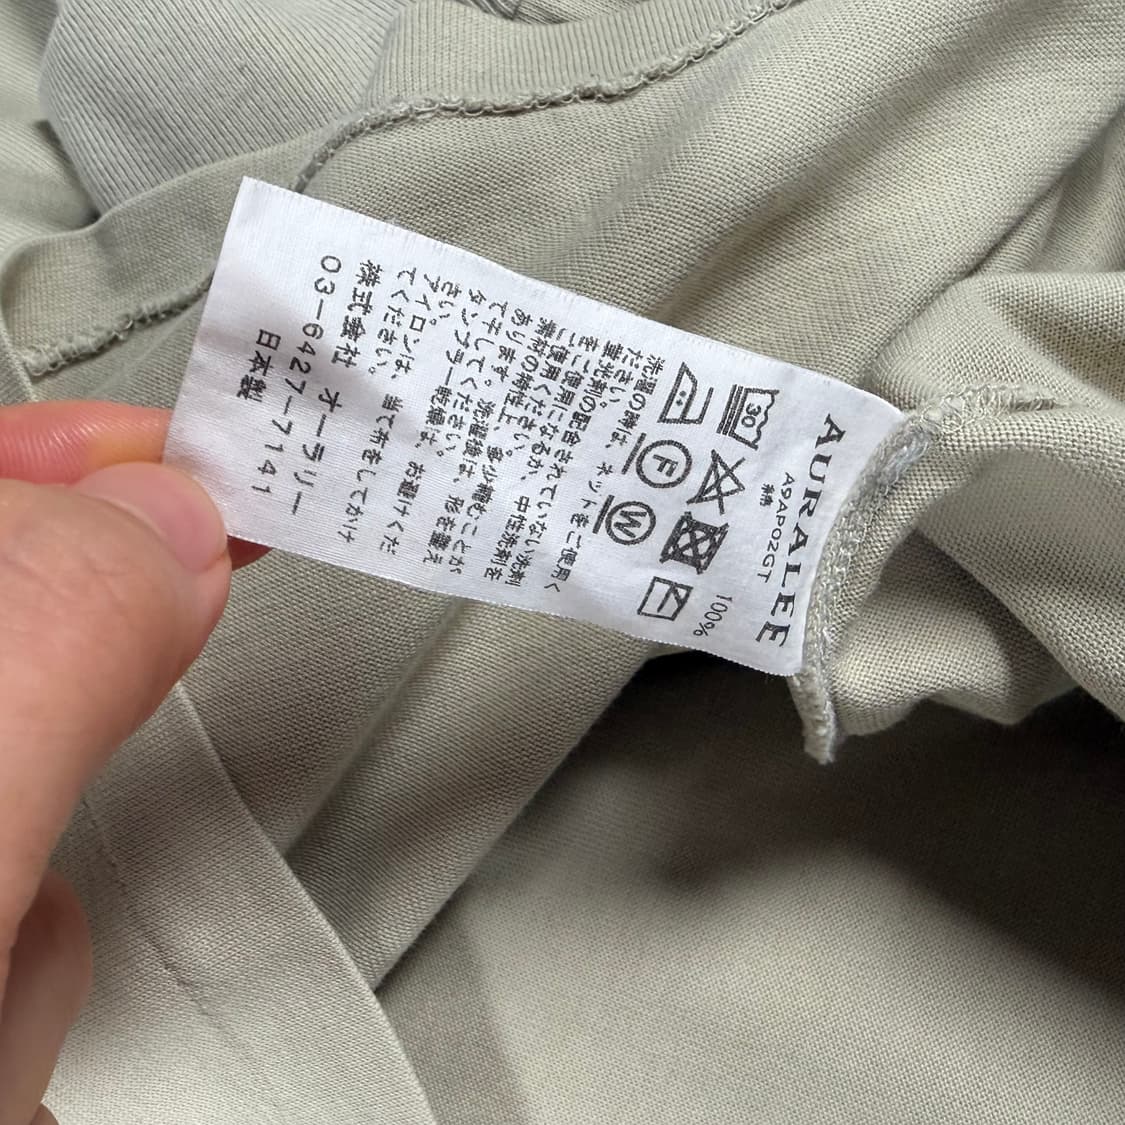 AURALEE
A9AP02GT
綿 100%
30
F
W
洗濯の時は、ネットをご使用く
ださい。
蛍光剤の配合されていない洗剤
をご使用になるか、中性洗剤を
ご使用ください。
素材の特性上、多少縮むことが
あります。洗濯後は、形を整え
て干してください。
タンブラー乾燥は、お避けくだ
さい。
アイロンは、当て布をしてかけ
てください。
株式会社 オーラリー
03-6427-7141
日本製